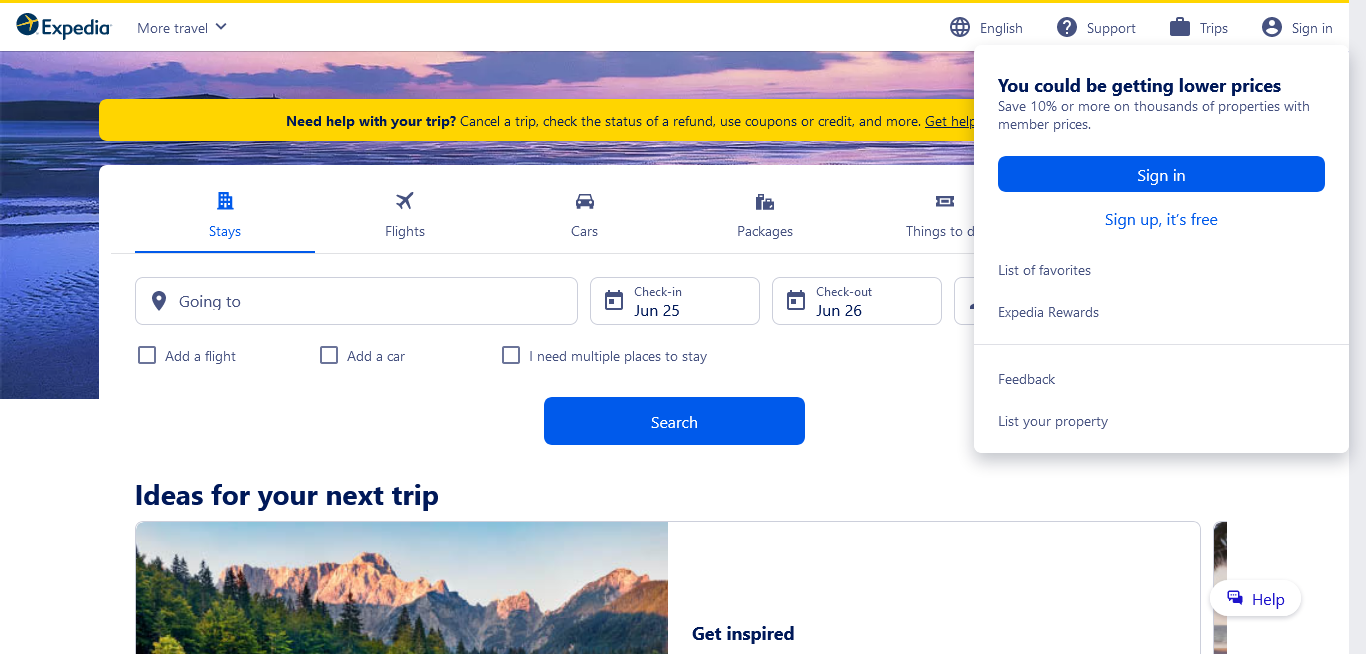 Expedia
More travel
English
Support
Trips
Sign in
You could be getting lower prices
Save 10% or more on thousands of properties with
member prices.
Sign in
Sign up, it's free
List of favorites
Expedia Rewards
Feedback
List your property
Need help with your trip? Cancel a trip, check the status of a refund, use coupons or credit, and more. Get help
Stays
Flights
Cars
Packages
Things to d
Going to
Check-in
Jun 25
Check-out
Jun 26
Add a flight
Add a car
I need multiple places to stay
Search
Ideas for your next trip
Get inspired
Help